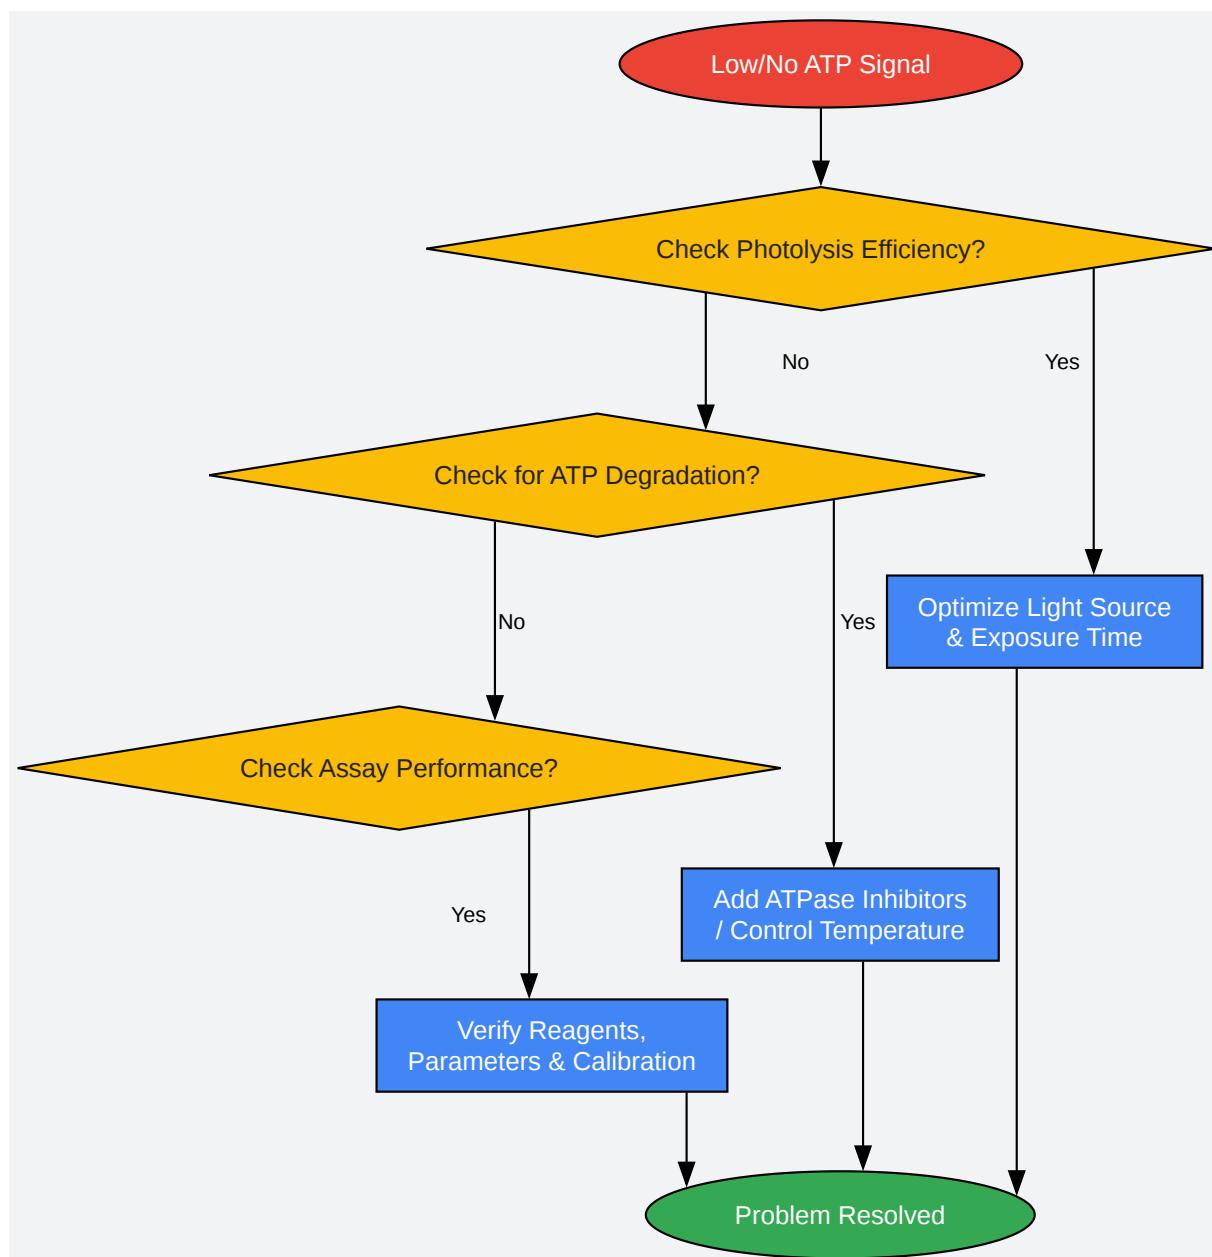 Low/No ATP Signal
Check Photolysis Efficiency?
No
Yes
Check for ATP Degradation?
Optimize Light Source
& Exposure Time
No
Yes
Check Assay Performance?
Add ATPase Inhibitors
/ Control Temperature
Yes
Verify Reagents,
Parameters & Calibration
Problem Resolved